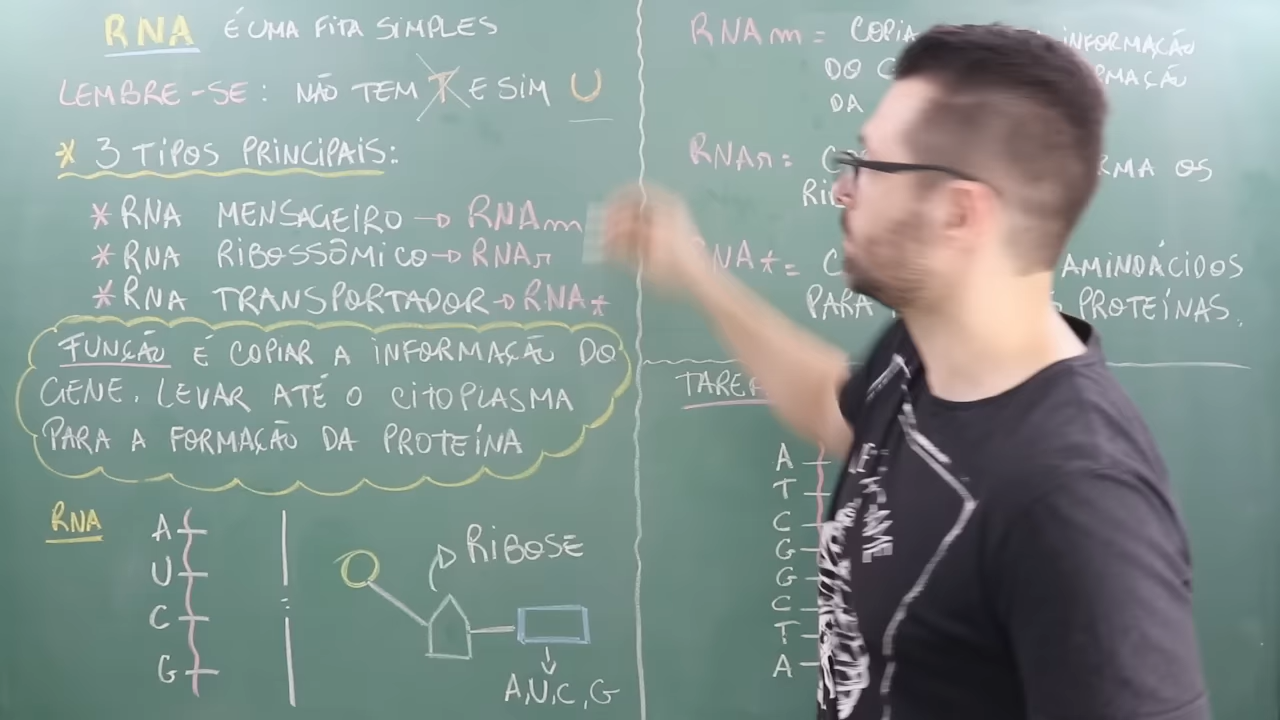 RNA É UMA FITA SIMPLES
LEMBRE-SE: NÃO TEM T E SIM U
* 3 TIPOS PRINCIPAIS:
* RNA MENSAGEIRO → RNAm
* RNA RIBOSSÔMICO → RNAr
* RNA TRANSPORTADOR → RNAt
FUNÇÃO É COPIAR A INFORMAÇÃO DO
GENE. LEVAR ATÉ O CITOPLASMA
PARA A FORMAÇÃO DA PROTEÍNA
RNA
A
U
C
G
RIBOSE
A,U,C,G
RNAm = COPIA INFORMAÇÃO
DO
DA
RNAr: OS
RNAt = AMINOÁCIDOS
PARA PROTEÍNAS.
A
T
C
G
G
C
T
A